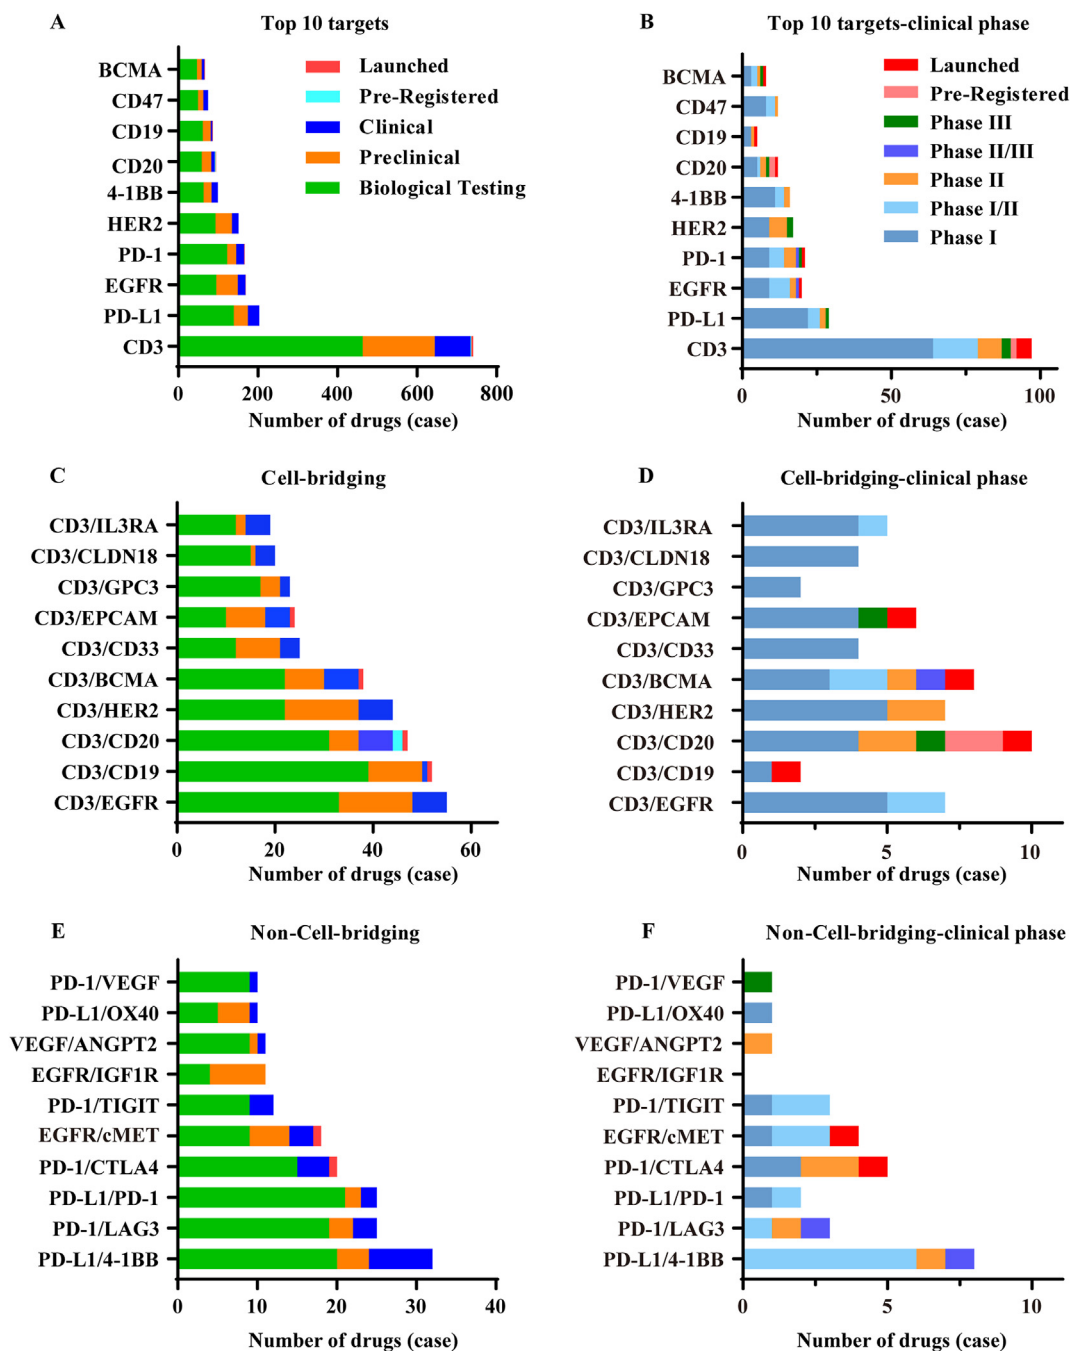 A
Top 10 targets
BCMA
CD47
CD19
CD20
4-1BB
HER2
PD-1
EGFR
PD-L1
CD3
Launched
Pre-Registered
Clinical
Preclinical
Biological Testing
0 200 400 600 800
Number of drugs (case)
B
Top 10 targets-clinical phase
BCMA
CD47
CD19
CD20
4-1BB
HER2
PD-1
EGFR
PD-L1
CD3
Launched
Pre-Registered
Phase III
Phase II/III
Phase II
Phase I/II
Phase I
0 50 100
Number of drugs (case)
C
Cell-bridging
CD3/IL3RA
CD3/CLDN18
CD3/GPC3
CD3/EPCAM
CD3/CD33
CD3/BCMA
CD3/HER2
CD3/CD20
CD3/CD19
CD3/EGFR
0 20 40 60
Number of drugs (case)
D
Cell-bridging-clinical phase
CD3/IL3RA
CD3/CLDN18
CD3/GPC3
CD3/EPCAM
CD3/CD33
CD3/BCMA
CD3/HER2
CD3/CD20
CD3/CD19
CD3/EGFR
0 5 10
Number of drugs (case)
E
Non-Cell-bridging
PD-1/VEGF
PD-L1/OX40
VEGF/ANGPT2
EGFR/IGF1R
PD-1/TIGIT
EGFR/cMET
PD-1/CTLA4
PD-L1/PD-1
PD-1/LAG3
PD-L1/4-1BB
0 10 20 30 40
Number of drugs (case)
F
Non-Cell-bridging-clinical phase
PD-1/VEGF
PD-L1/OX40
VEGF/ANGPT2
EGFR/IGF1R
PD-1/TIGIT
EGFR/cMET
PD-1/CTLA4
PD-L1/PD-1
PD-1/LAG3
PD-L1/4-1BB
0 5 10
Number of drugs (case)